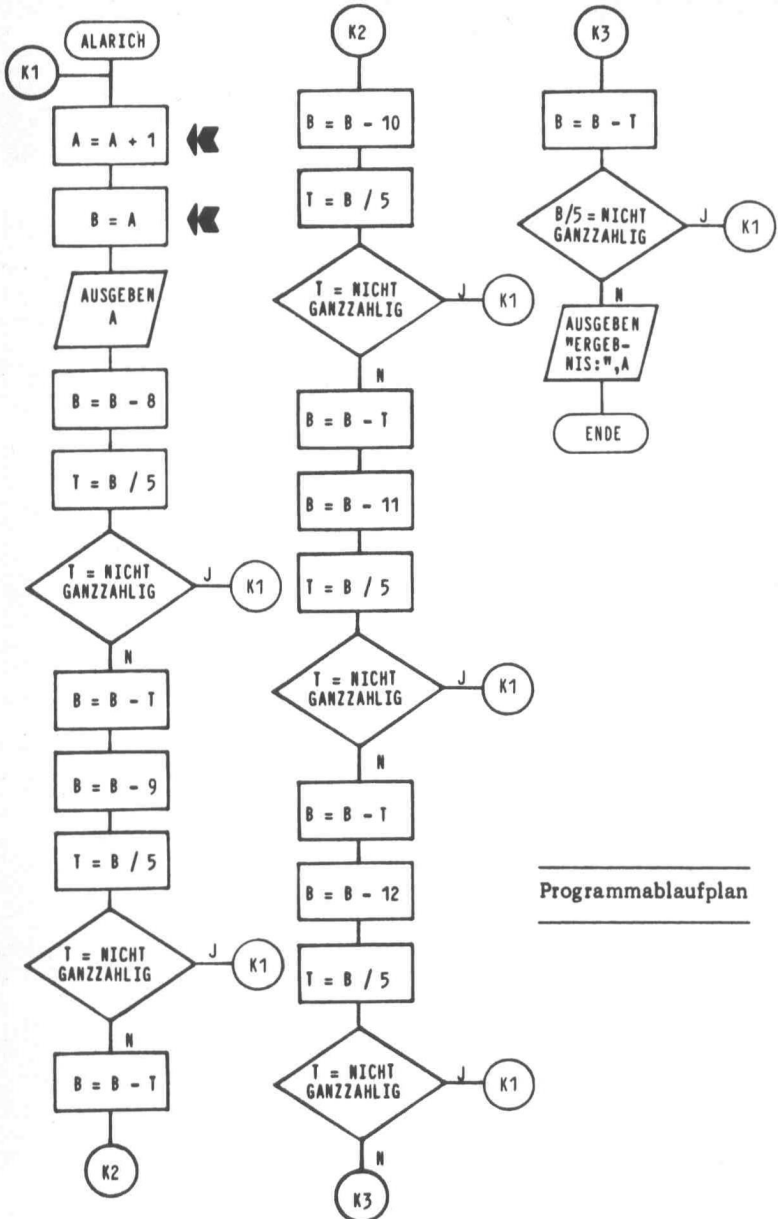 ALARICH
K1
A = A + 1
B = A
AUSGEBEN
A
B = B - 8
T = B / 5
T = NICHT
GANZZAHLIG
J
K1
N
B = B - T
B = B - 9
T = B / 5
T = NICHT
GANZZAHLIG
J
K1
N
B = B - T
K2
K2
B = B - 10
T = B / 5
T = NICHT
GANZZAHLIG
J
K1
N
B = B - T
B = B - 11
T = B / 5
T = NICHT
GANZZAHLIG
J
K1
N
B = B - T
B = B - 12
T = B / 5
T = NICHT
GANZZAHLIG
J
K1
N
K3
K3
B = B - T
B/5 = NICHT
GANZZAHLIG
J
K1
N
AUSGEBEN
"ERGEB-
NIS:",A
ENDE
Programmablaufplan